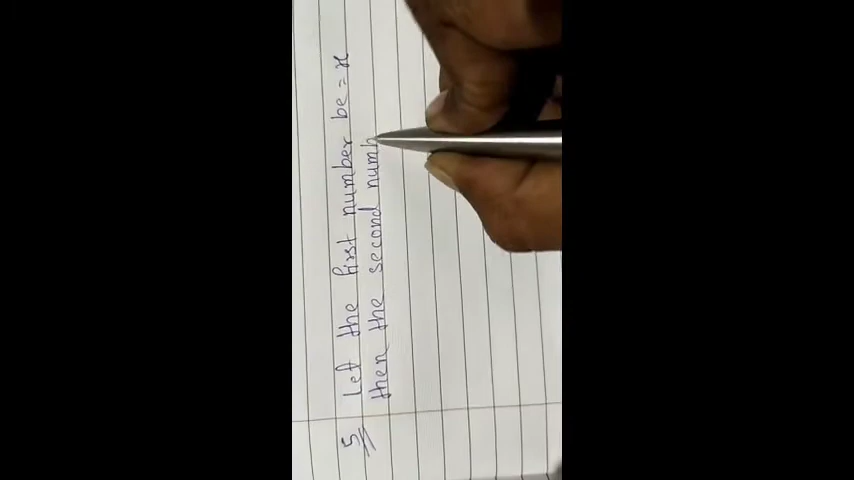 5 Let the first number be = x
then the second numb